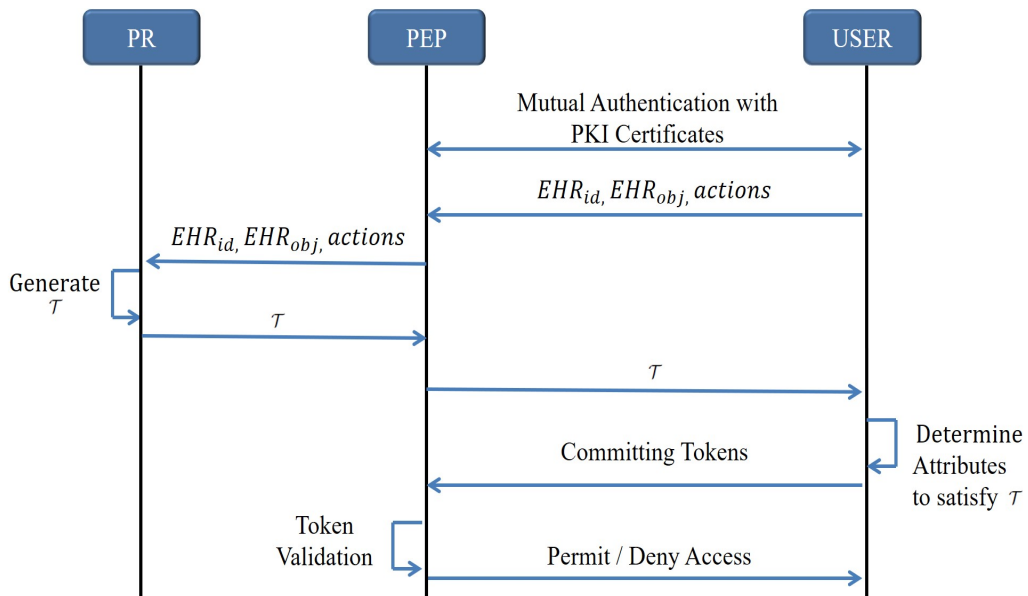 PR
PEP
USER
Mutual Authentication with
PKI Certificates
EHR_id, EHR_obj, actions
EHR_id, EHR_obj, actions
Generate
𝒯
𝒯
𝒯
Determine
Attributes
to satisfy 𝒯
Committing Tokens
Token
Validation
Permit / Deny Access